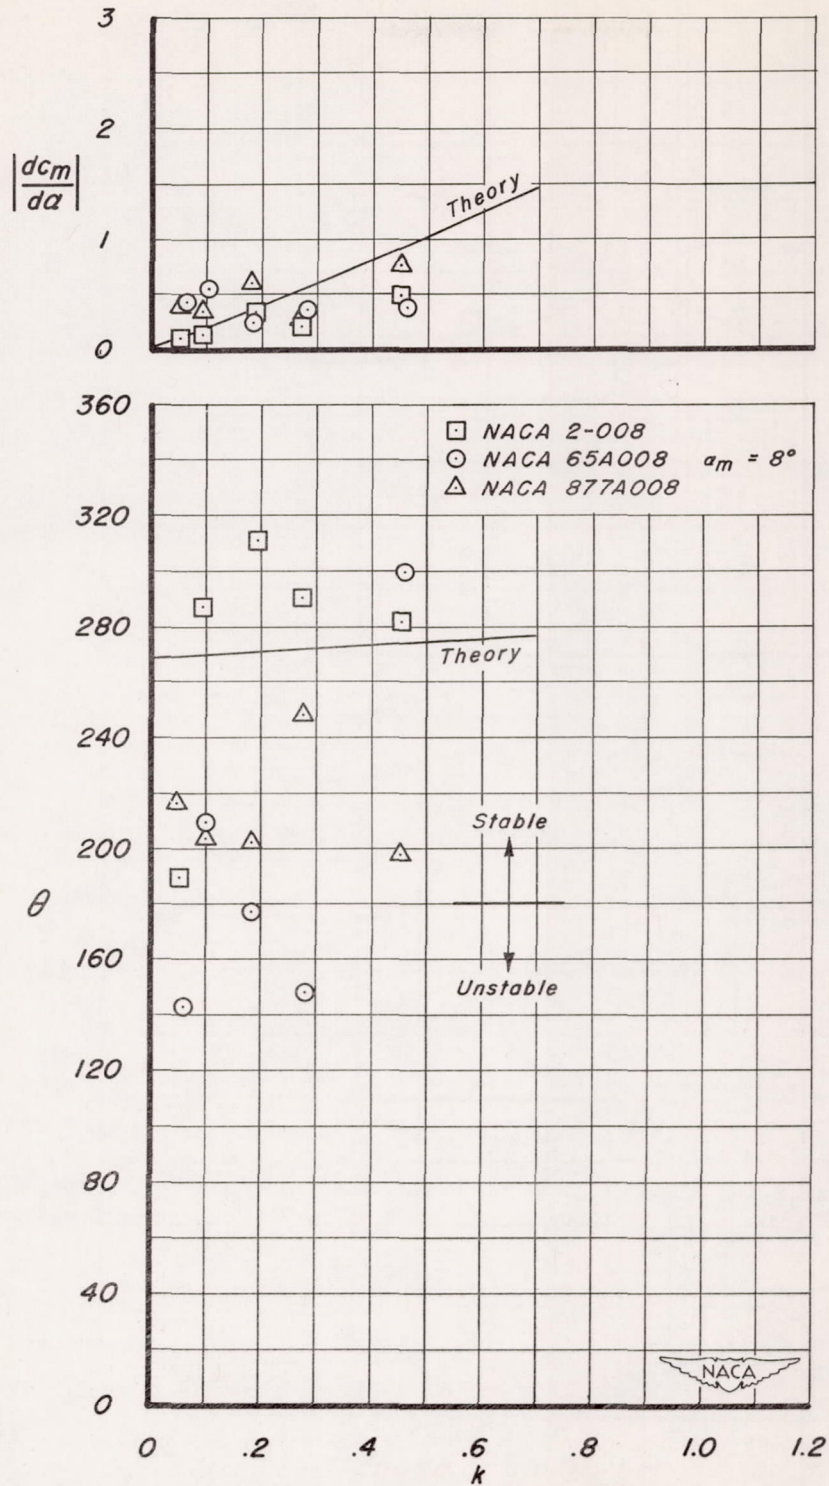 3
2
1
0
|dcm/dα|
Theory
360
320
280
240
200
160
120
80
40
0
θ
□ NACA 2-008
○ NACA 65A008 αm = 8°
△ NACA 877A008
Theory
Stable
Unstable
NACA
0 .2 .4 .6 .8 1.0 1.2
k